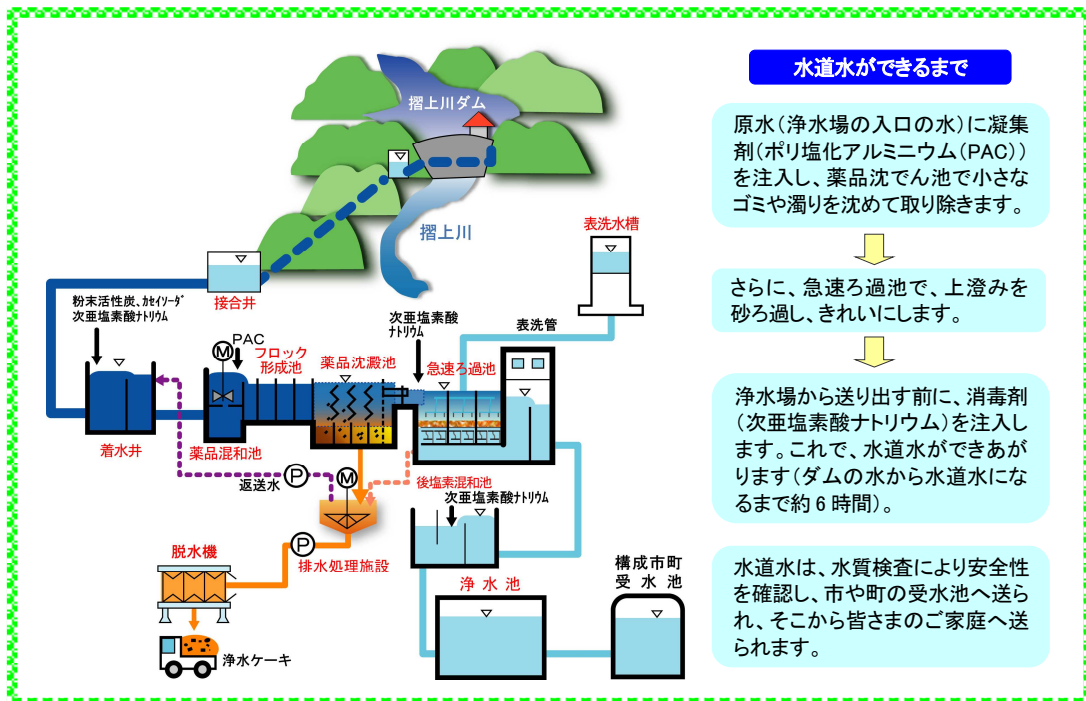 水道水ができるまで
原水（浄水場の入口の水）に凝集
剤（ポリ塩化アルミニウム（PAC））
を注入し、薬品沈でん池で小さな
ゴミや濁りを沈めて取り除きます。
さらに、急速ろ過池で、上澄みを
砂ろ過し、きれいにします。
浄水場から送り出す前に、消毒剤
（次亜塩素酸ナトリウム）を注入し
ます。これで、水道水ができあが
ります（ダムの水から水道水にな
るまで約６時間）。
水道水は、水質検査により安全性
を確認し、市や町の受水池へ送ら
れ、そこから皆さまのご家庭へ送
られます。
摺上川ダム
摺上川
接合井
表洗水槽
粉末活性炭、ｶｾｲｿｰﾀﾞ
次亜塩素酸ﾅﾄﾘｳﾑ
M
PAC
フロック
形成池
薬品沈澱池
次亜塩素酸
ﾅﾄﾘｳﾑ
急速ろ過池
表洗管
着水井
薬品混和池
返送水
P
M
後塩素混和池
次亜塩素酸ﾅﾄﾘｳﾑ
P
排水処理施設
脱水機
浄水ケーキ
浄水池
構成市町
受水池